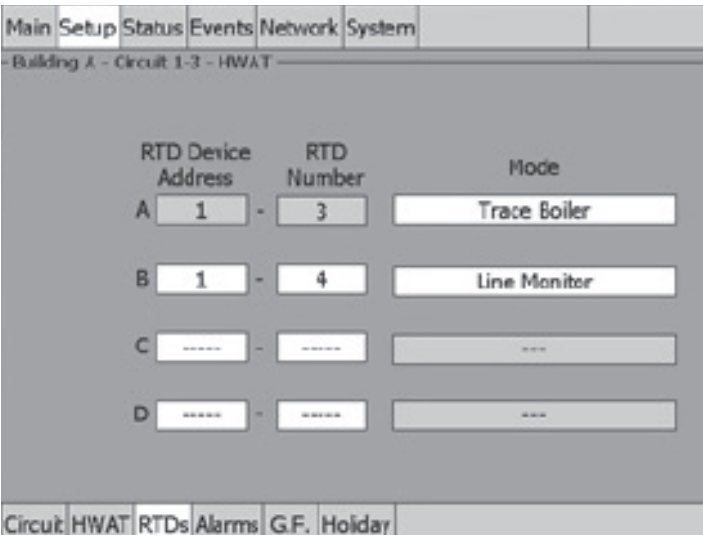 Main Setup Status Events Network System
Building A - Circuit 1-3 - HWAT
RTD Device Address RTD Number Mode
A 1 - 3 Trace Boiler
B 1 - 4 Line Monitor
C ----- - ----- ---
D ----- - ----- ---
Circuit HWAT RTDs Alarms G.F. Holiday